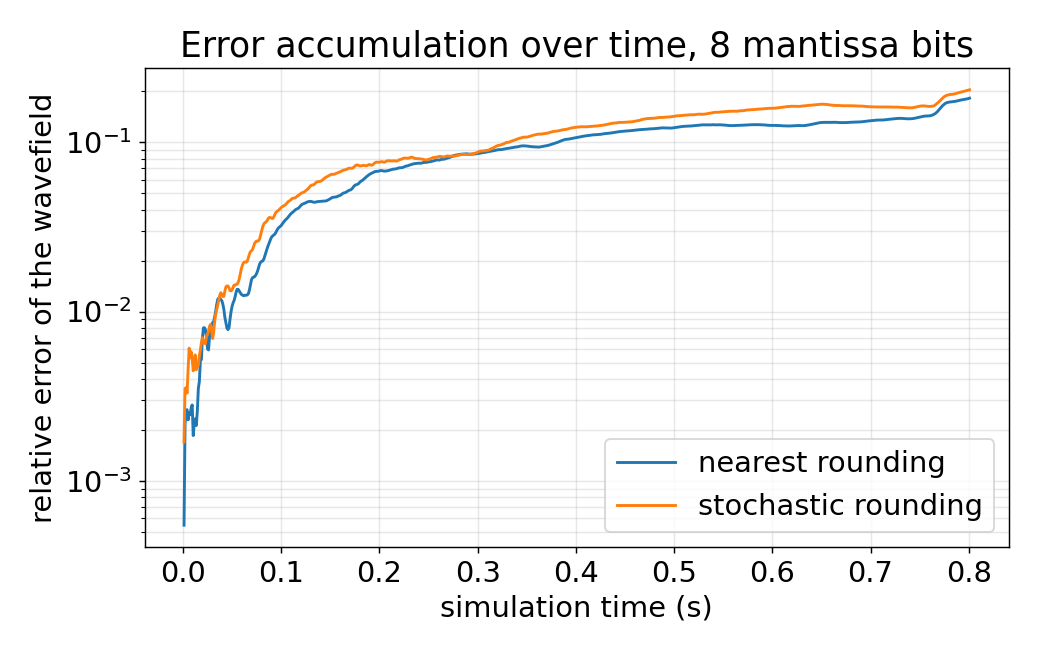 Error accumulation over time, 8 mantissa bits
relative error of the wavefield
10⁻¹
10⁻²
10⁻³
nearest rounding
stochastic rounding
0.0 0.1 0.2 0.3 0.4 0.5 0.6 0.7 0.8
simulation time (s)